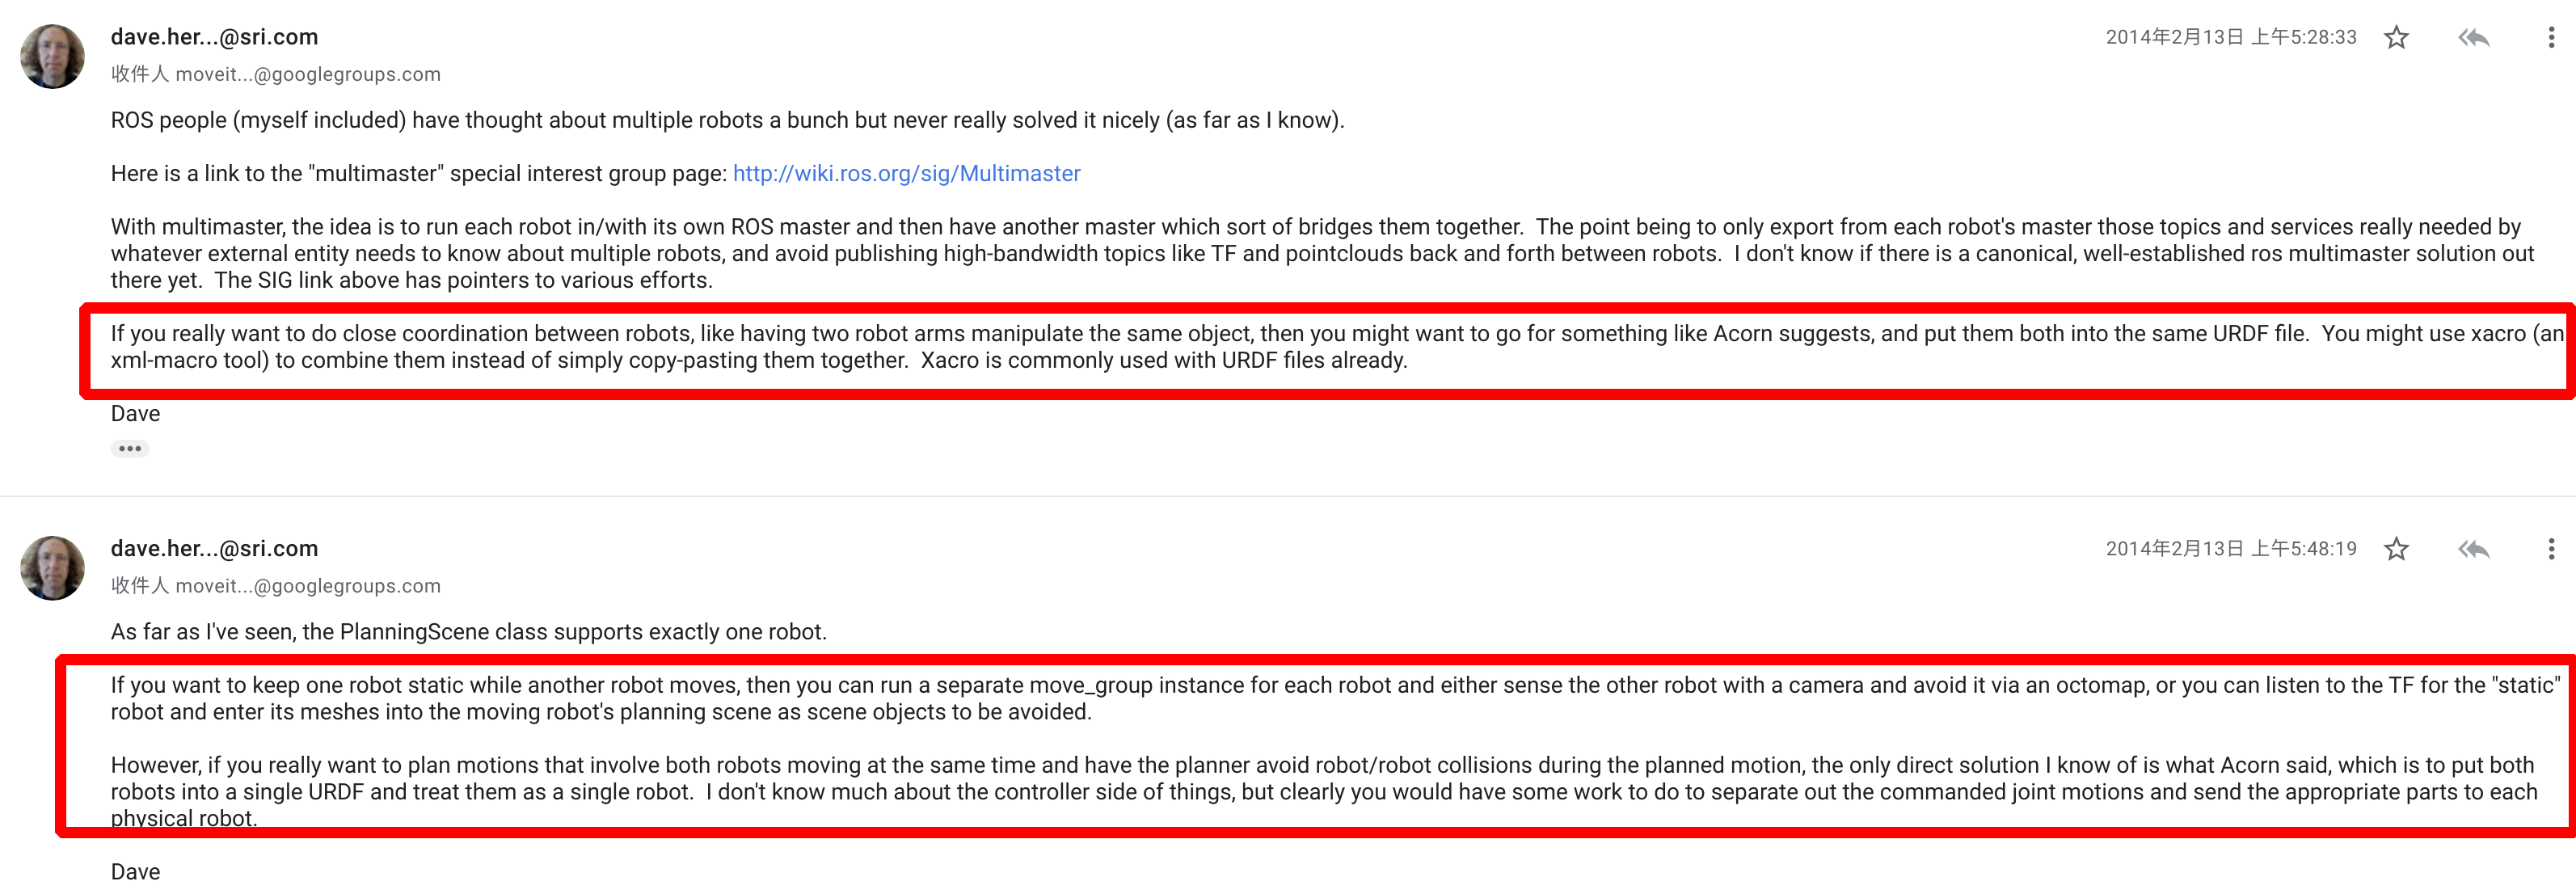 dave.her...@sri.com
2014年2月13日 上午5:28:33
收件人 moveit...@googlegroups.com
ROS people (myself included) have thought about multiple robots a bunch but never really solved it nicely (as far as I know).
Here is a link to the "multimaster" special interest group page: http://wiki.ros.org/sig/Multimaster
With multimaster, the idea is to run each robot in/with its own ROS master and then have another master which sort of bridges them together.  The point being to only export from each robot's master those topics and services really needed by
whatever external entity needs to know about multiple robots, and avoid publishing high-bandwidth topics like TF and pointclouds back and forth between robots.  I don't know if there is a canonical, well-established ros multimaster solution out
there yet.  The SIG link above has pointers to various efforts.
If you really want to do close coordination between robots, like having two robot arms manipulate the same object, then you might want to go for something like Acorn suggests, and put them both into the same URDF file.  You might use xacro (an
xml-macro tool) to combine them instead of simply copy-pasting them together.  Xacro is commonly used with URDF files already.
Dave
dave.her...@sri.com
2014年2月13日 上午5:48:19
收件人 moveit...@googlegroups.com
As far as I've seen, the PlanningScene class supports exactly one robot.
If you want to keep one robot static while another robot moves, then you can run a separate move_group instance for each robot and either sense the other robot with a camera and avoid it via an octomap, or you can listen to the TF for the "static"
robot and enter its meshes into the moving robot's planning scene as scene objects to be avoided.
However, if you really want to plan motions that involve both robots moving at the same time and have the planner avoid robot/robot collisions during the planned motion, the only direct solution I know of is what Acorn said, which is to put both
robots into a single URDF and treat them as a single robot.  I don't know much about the controller side of things, but clearly you would have some work to do to separate out the commanded joint motions and send the appropriate parts to each
physical robot.
Dave